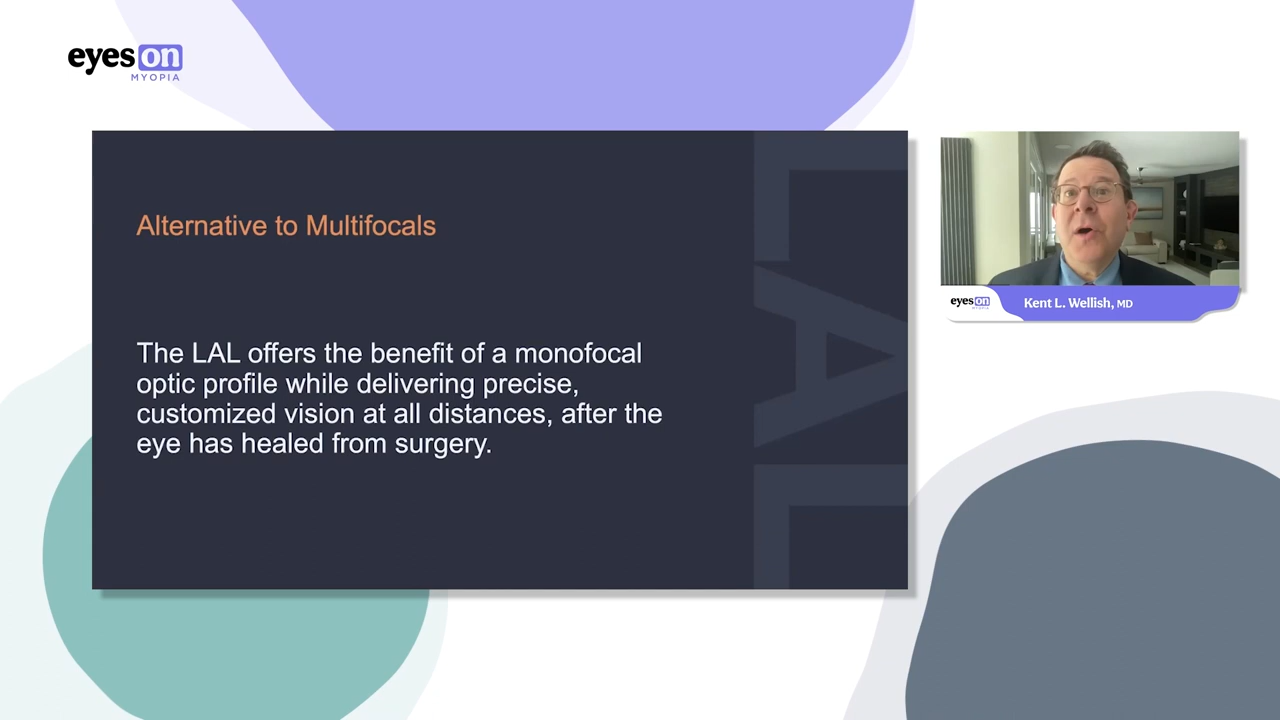 eyes on
MYOPIA
Alternative to Multifocals
The LAL offers the benefit of a monofocal
optic profile while delivering precise,
customized vision at all distances, after the
eye has healed from surgery.
LAL
eyes on
MYOPIA
Kent L. Wellish, MD